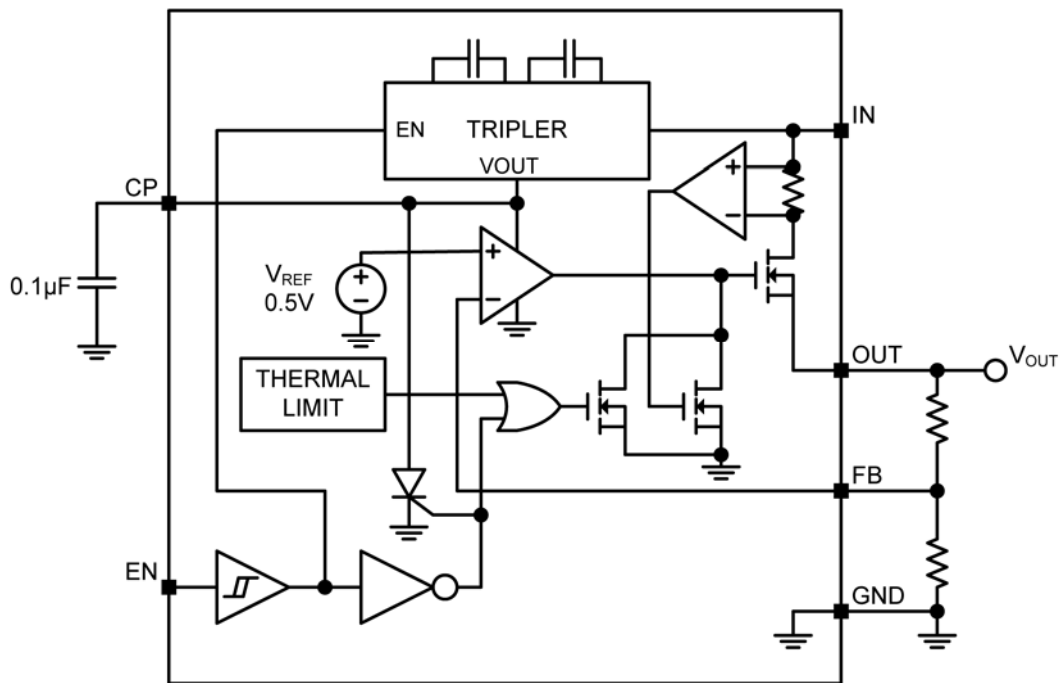 IN
EN
TRIPLER
VOUT
CP
+
−
+
−
VREF
0.5V
+
−
0.1µF
OUT
VOUT
THERMAL
LIMIT
FB
EN
GND